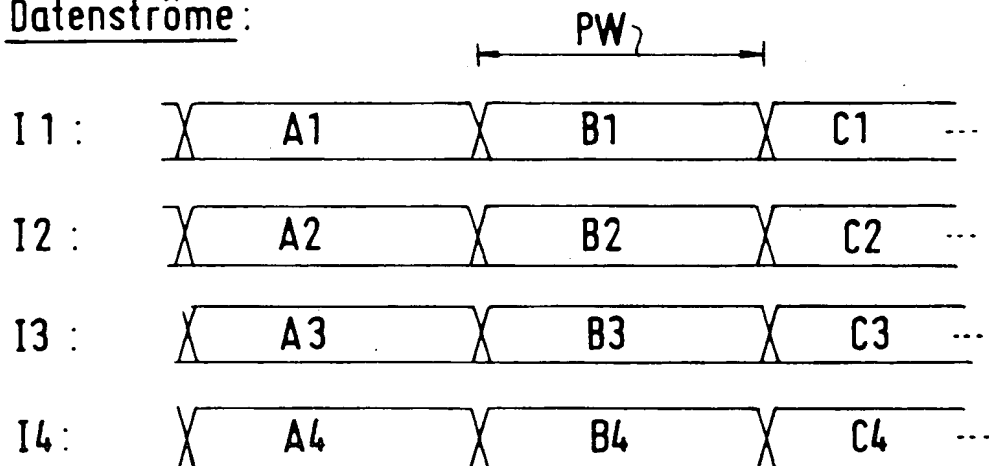 Datenströme:
PW
I1: A1 B1 C1 ...
I2: A2 B2 C2 ...
I3: A3 B3 C3 ...
I4: A4 B4 C4 ...